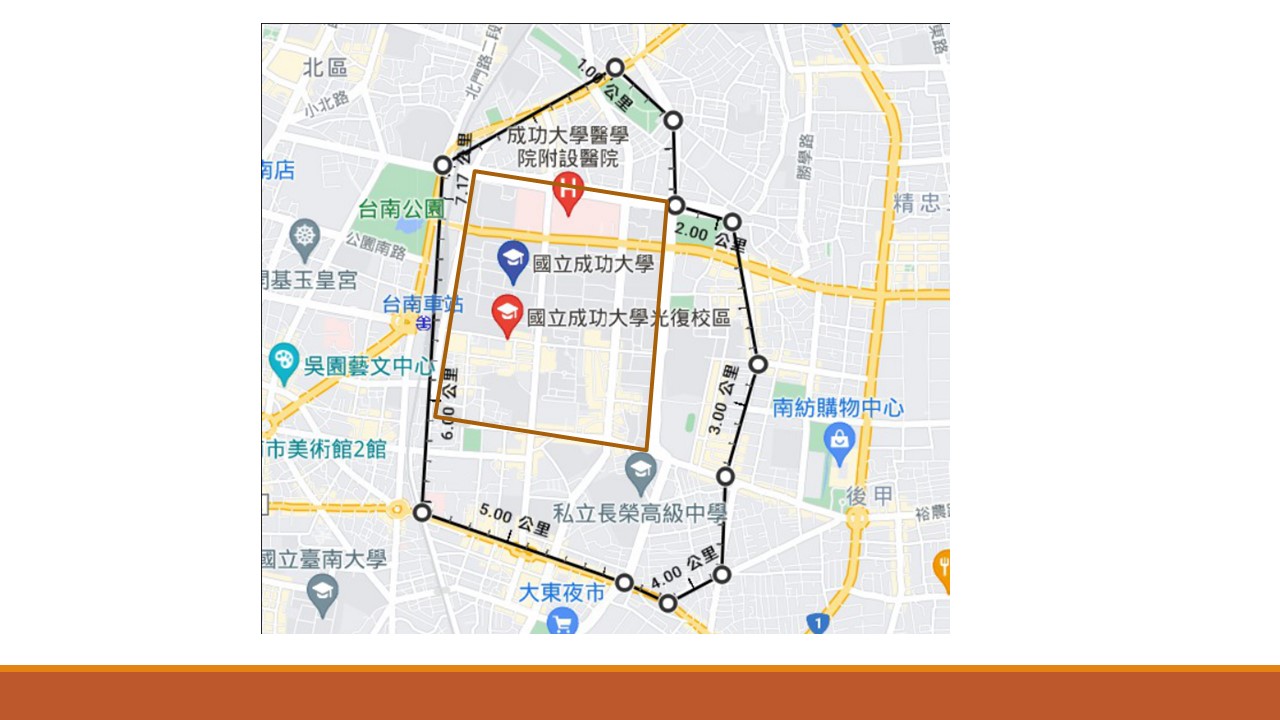 北區
小北路
北門路二段
1.00 公里
東路
成功大學醫學
院附設醫院
H
勝學路
南店
7.17 公里
台南公園
精忠
2.00 公里
公園南路
國立成功大學
基玉皇宮
台南車站
國立成功大學光復校區
吳園藝文中心
6.00 公里
3.00 公里
南紡購物中心
市美術館2館
後甲
私立長榮高級中學
5.00 公里
裕農路
國立臺南大學
4.00 公里
大東夜市
1